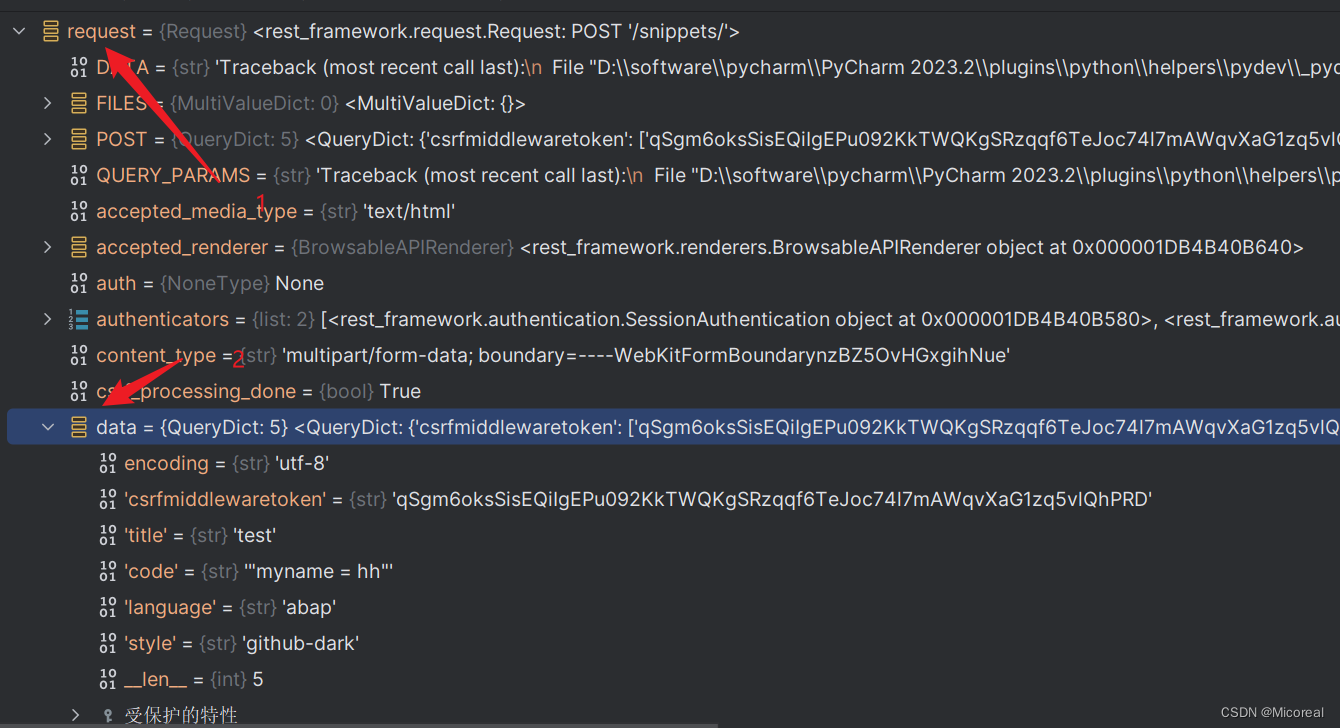 request = {Request} <rest_framework.request.Request: POST '/snippets/'>
DATA = {str} 'Traceback (most recent call last):\n  File "D:\\software\\pycharm\\PyCharm 2023.2\\plugins\\python\\helpers\\pydev\\_pyd
FILES = {MultiValueDict: 0} <MultiValueDict: {}>
POST = {QueryDict: 5} <QueryDict: {'csrfmiddlewaretoken': ['qSgm6oksSisEQiIgEPu092KkTWQKgSRzqqf6TeJoc74I7mAWqvXaG1zq5vIQ
QUERY_PARAMS = {str} 'Traceback (most recent call last):\n  File "D:\\software\\pycharm\\PyCharm 2023.2\\plugins\\python\\helpers\\p
1
accepted_media_type = {str} 'text/html'
accepted_renderer = {BrowsableAPIRenderer} <rest_framework.renderers.BrowsableAPIRenderer object at 0x000001DB4B40B640>
auth = {NoneType} None
authenticators = {list: 2} [<rest_framework.authentication.SessionAuthentication object at 0x000001DB4B40B580>, <rest_framework.au
content_type = {str} 'multipart/form-data; boundary=----WebKitFormBoundarynzBZ5OvHGxgihNue'
2
csrf_processing_done = {bool} True
data = {QueryDict: 5} <QueryDict: {'csrfmiddlewaretoken': ['qSgm6oksSisEQiIgEPu092KkTWQKgSRzqqf6TeJoc74I7mAWqvXaG1zq5vIQ
encoding = {str} 'utf-8'
'csrfmiddlewaretoken' = {str} 'qSgm6oksSisEQiIgEPu092KkTWQKgSRzqqf6TeJoc74I7mAWqvXaG1zq5vIQhPRD'
'title' = {str} 'test'
'code' = {str} '"myname = hh"'
'language' = {str} 'abap'
'style' = {str} 'github-dark'
__len__ = {int} 5
受保护的特性
CSDN @Micoreal